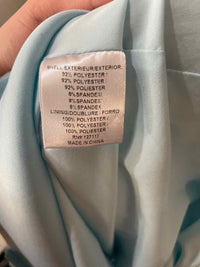 SHELL/EXTERIEUR/EXTERIOR:
92% POLYESTER /
92% POLYESTER /
92% POLIESTER
8%SPANDEX/
8%SPANDEX/
8%SPANDEX
LINING/DOUBLURE/FORRO
100% POLYESTER /
100% POLYESTER /
100% POLIESTER
MADE IN CHINA